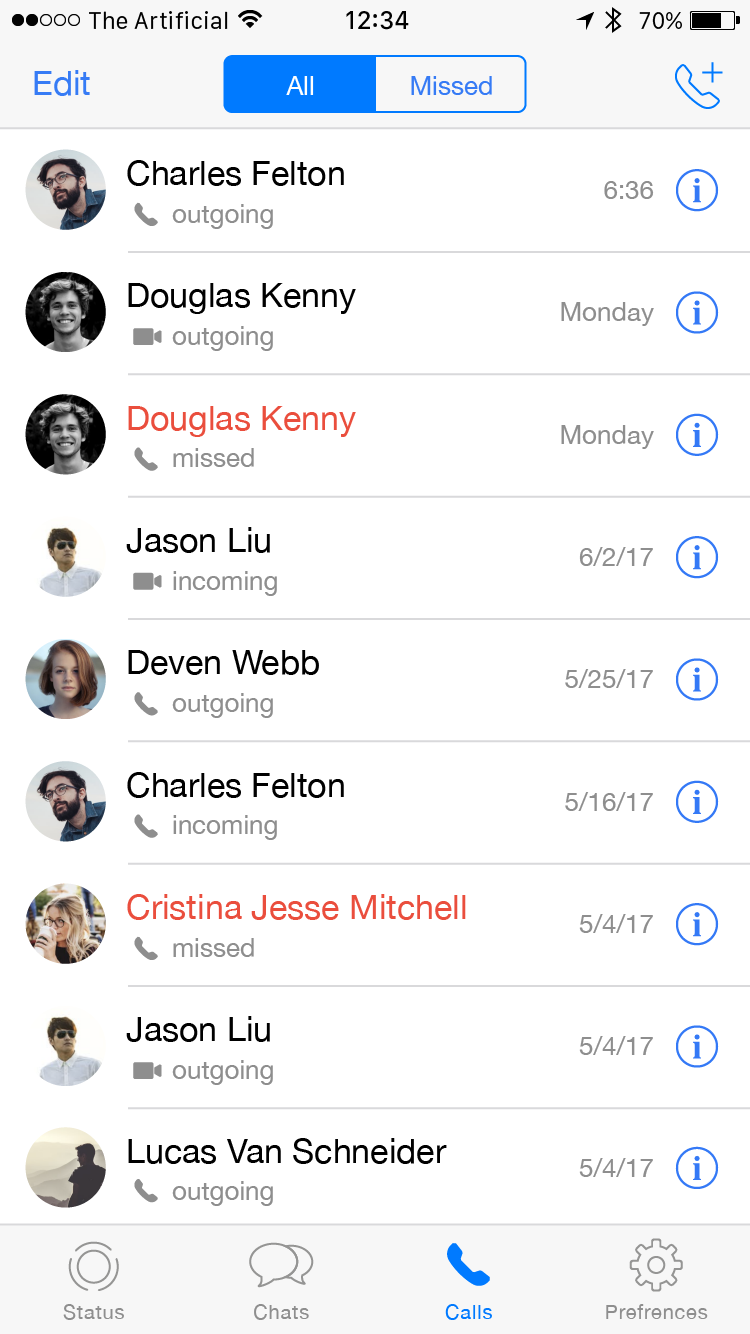 The Artificial 12:34 70%
Edit All Missed
Charles Felton
outgoing 6:36
Douglas Kenny
outgoing Monday
Douglas Kenny
missed Monday
Jason Liu
incoming 6/2/17
Deven Webb
outgoing 5/25/17
Charles Felton
incoming 5/16/17
Cristina Jesse Mitchell
missed 5/4/17
Jason Liu
outgoing 5/4/17
Lucas Van Schneider
outgoing 5/4/17
Status Chats Calls Prefrences